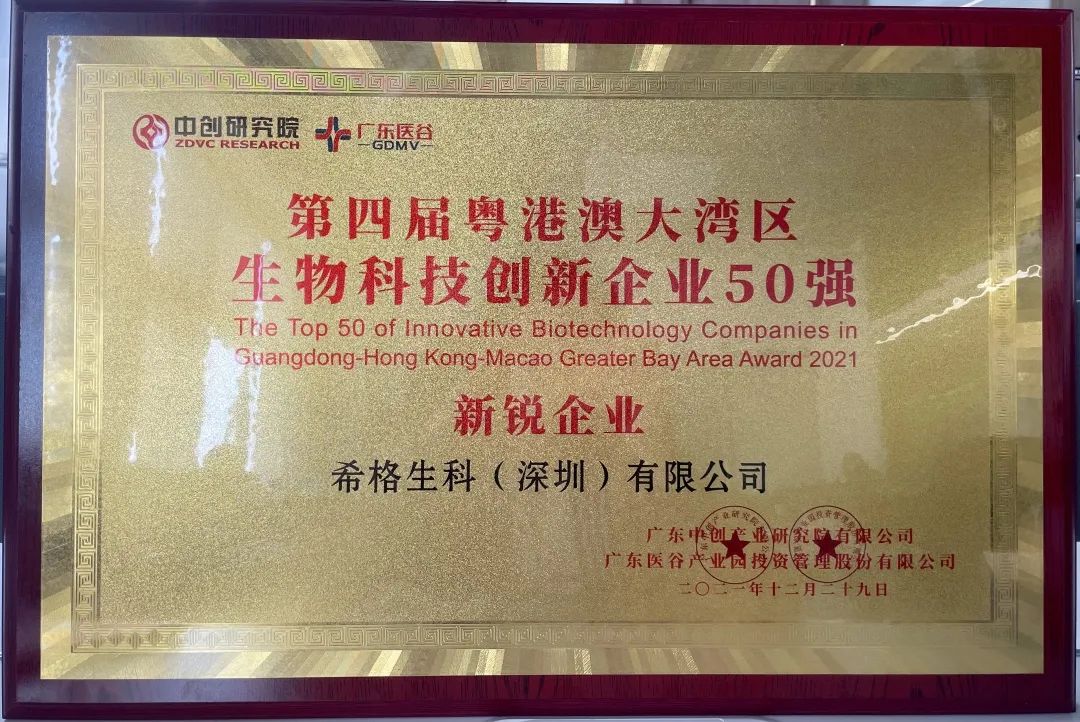 中创研究院
ZDVC RESEARCH
广东医谷
GDMV
第四届粤港澳大湾区
生物科技创新企业50强
The Top 50 of Innovative Biotechnology Companies in
Guangdong-Hong Kong-Macao Greater Bay Area Award 2021
新锐企业
希格生科（深圳）有限公司
广东中创产业研究院有限公司
广东医谷产业园投资管理股份有限公司
二〇二一年十二月二十九日